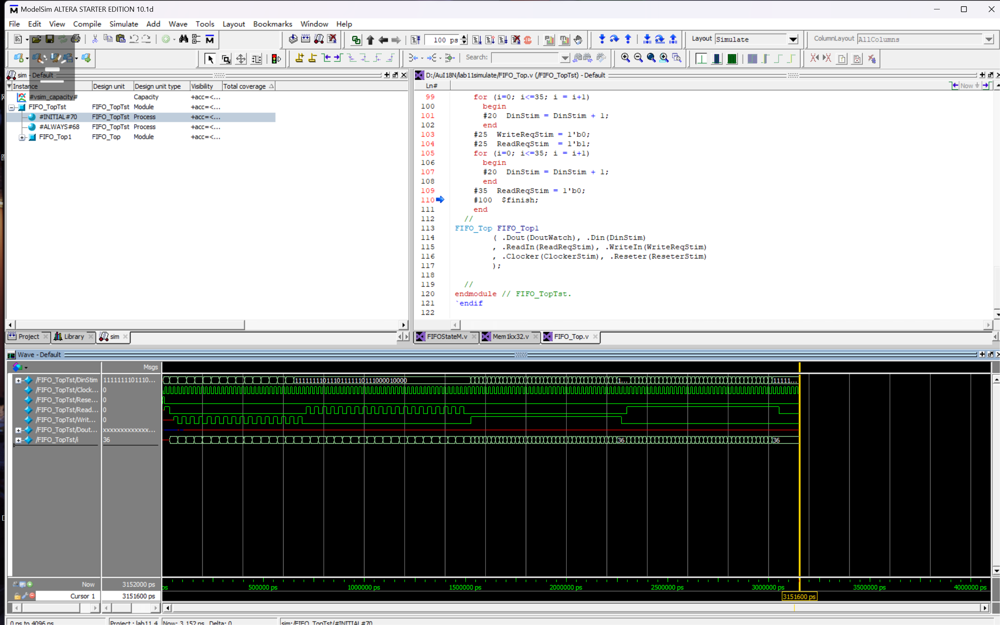 ModelSim ALTERA STARTER EDITION 10.1d
File Edit View Compile Simulate Add Wave Tools Layout Bookmarks Window Help
100 ps
Layout Simulate
ColumnLayout AllColumns
Search:
sim - Default
Instance Design unit Design unit type Visibility Total coverage
#vsim_capacity# Capacity +acc=<...
FIFO_TopTst FIFO_TopTst Module +acc=<...
#INITIAL#70 FIFO_TopTst Process +acc=<...
#ALWAYS#68 FIFO_TopTst Process +acc=<...
FIFO_Top1 FIFO_Top Module +acc=<...
Project Library sim
D:/AuI18N/lab11simulate/FIFO_Top.v (/FIFO_TopTst) - Default
Ln# Now
99 for (i=0; i<=35; i = i+1)
100 begin
101 #20 DinStim = DinStim + 1;
102 end
103 #25 WriteReqStim = 1'b0;
104 #25 ReadReqStim = 1'b1;
105 for (i=0; i<=35; i = i+1)
106 begin
107 #20 DinStim = DinStim + 1;
108 end
109 #35 ReadReqStim = 1'b0;
110 #100 $finish;
111 end
112 //
113 FIFO_Top FIFO_Top1
114 ( .Dout(DoutWatch), .Din(DinStim)
115 , .ReadIn(ReadReqStim), .WriteIn(WriteReqStim)
116 , .Clocker(ClockerStim), .Reseter(ReseterStim)
117 );
118
119 //
120 endmodule // FIFO_TopTst.
121 `endif
122
FIFOStateM.v Mem1kx32.v FIFO_Top.v
Wave - Default
Msgs
/FIFO_TopTst/DinStim 1111111101110... 1111111110111011111110111000010000 1... 11111...
/FIFO_TopTst/Clock... 0
/FIFO_TopTst/Rese... 0
/FIFO_TopTst/Read... 0
/FIFO_TopTst/Writ... 0
/FIFO_TopTst/Dout... xxxxxxxxxxxxx...
/FIFO_TopTst/i 36 36 36
Now 3152000 ps
ps 500000 ps 1000000 ps 1500000 ps 2000000 ps 2500000 ps 3000000 ps 3500000 ps 4000000 ps
Cursor 1 3151600 ps 3151600 ps
0 ps to 4096 ns Project : lab11_4 Now: 3,152 ns Delta: 0 sim:/FIFO_TopTst/#INITIAL#70